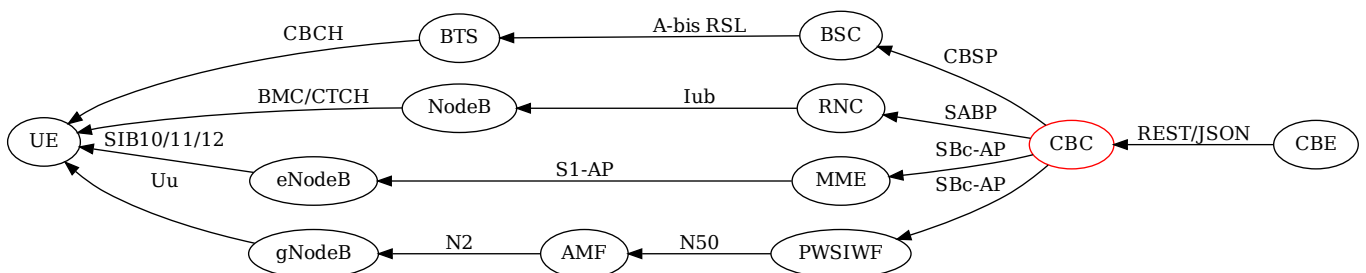 CBCH
BTS
A-bis RSL
BSC
CBSP
BMC/CTCH
NodeB
Iub
RNC
SABP
UE
SIB10/11/12
CBC
REST/JSON
CBE
Uu
eNodeB
S1-AP
MME
SBc-AP
SBc-AP
gNodeB
N2
AMF
N50
PWSIWF